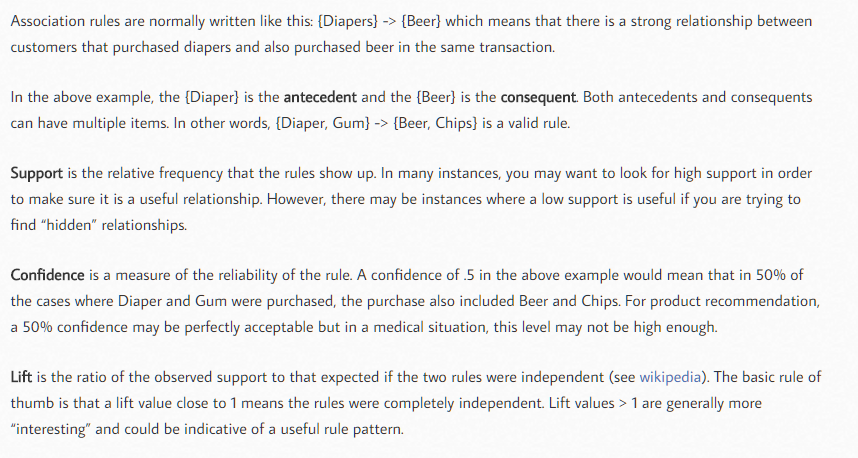 Association rules are normally written like this: {Diapers} -> {Beer} which means that there is a strong relationship between
customers that purchased diapers and also purchased beer in the same transaction.
In the above example, the {Diaper} is the antecedent and the {Beer} is the consequent. Both antecedents and consequents
can have multiple items. In other words, {Diaper, Gum} -> {Beer, Chips} is a valid rule.
Support is the relative frequency that the rules show up. In many instances, you may want to look for high support in order
to make sure it is a useful relationship. However, there may be instances where a low support is useful if you are trying to
find “hidden” relationships.
Confidence is a measure of the reliability of the rule. A confidence of .5 in the above example would mean that in 50% of
the cases where Diaper and Gum were purchased, the purchase also included Beer and Chips. For product recommendation,
a 50% confidence may be perfectly acceptable but in a medical situation, this level may not be high enough.
Lift is the ratio of the observed support to that expected if the two rules were independent (see wikipedia). The basic rule of
thumb is that a lift value close to 1 means the rules were completely independent. Lift values > 1 are generally more
“interesting” and could be indicative of a useful rule pattern.